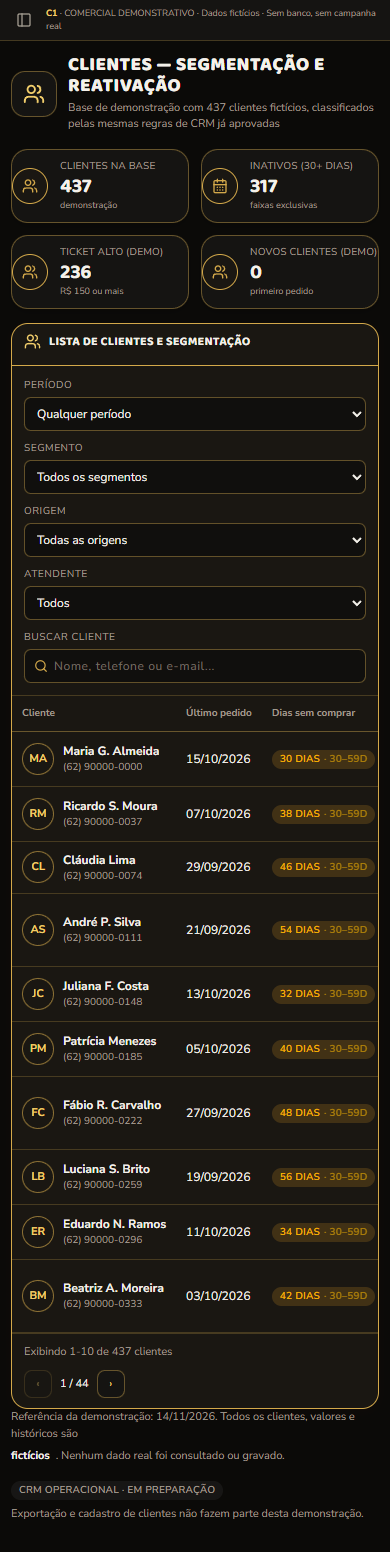 C1 · COMERCIAL DEMONSTRATIVO · Dados fictícios · Sem banco, sem campanha
real
CLIENTES — SEGMENTAÇÃO E
REATIVAÇÃO
Base de demonstração com 437 clientes fictícios, classificados
pelas mesmas regras de CRM já aprovadas
CLIENTES NA BASE
437
demonstração
INATIVOS (30+ DIAS)
317
faixas exclusivas
TICKET ALTO (DEMO)
236
R$ 150 ou mais
NOVOS CLIENTES (DEMO)
0
primeiro pedido
LISTA DE CLIENTES E SEGMENTAÇÃO
PERÍODO
Qualquer período
SEGMENTO
Todos os segmentos
ORIGEM
Todas as origens
ATENDENTE
Todos
BUSCAR CLIENTE
Nome, telefone ou e-mail...
Cliente Último pedido Dias sem comprar
MA Maria G. Almeida 15/10/2026 30 DIAS · 30–59D
(62) 90000-0000
RM Ricardo S. Moura 07/10/2026 38 DIAS · 30–59D
(62) 90000-0037
CL Cláudia Lima 29/09/2026 46 DIAS · 30–59D
(62) 90000-0074
AS André P. Silva 21/09/2026 54 DIAS · 30–59D
(62) 90000-0111
JC Juliana F. Costa 13/10/2026 32 DIAS · 30–59D
(62) 90000-0148
PM Patrícia Menezes 05/10/2026 40 DIAS · 30–59D
(62) 90000-0185
FC Fábio R. Carvalho 27/09/2026 48 DIAS · 30–59D
(62) 90000-0222
LB Luciana S. Brito 19/09/2026 56 DIAS · 30–59D
(62) 90000-0259
ER Eduardo N. Ramos 11/10/2026 34 DIAS · 30–59D
(62) 90000-0296
BM Beatriz A. Moreira 03/10/2026 42 DIAS · 30–59D
(62) 90000-0333
Exibindo 1-10 de 437 clientes
‹ 1 / 44 ›
Referência da demonstração: 14/11/2026. Todos os clientes, valores e
históricos são
fictícios . Nenhum dado real foi consultado ou gravado.
CRM OPERACIONAL · EM PREPARAÇÃO
Exportação e cadastro de clientes não fazem parte desta demonstração.